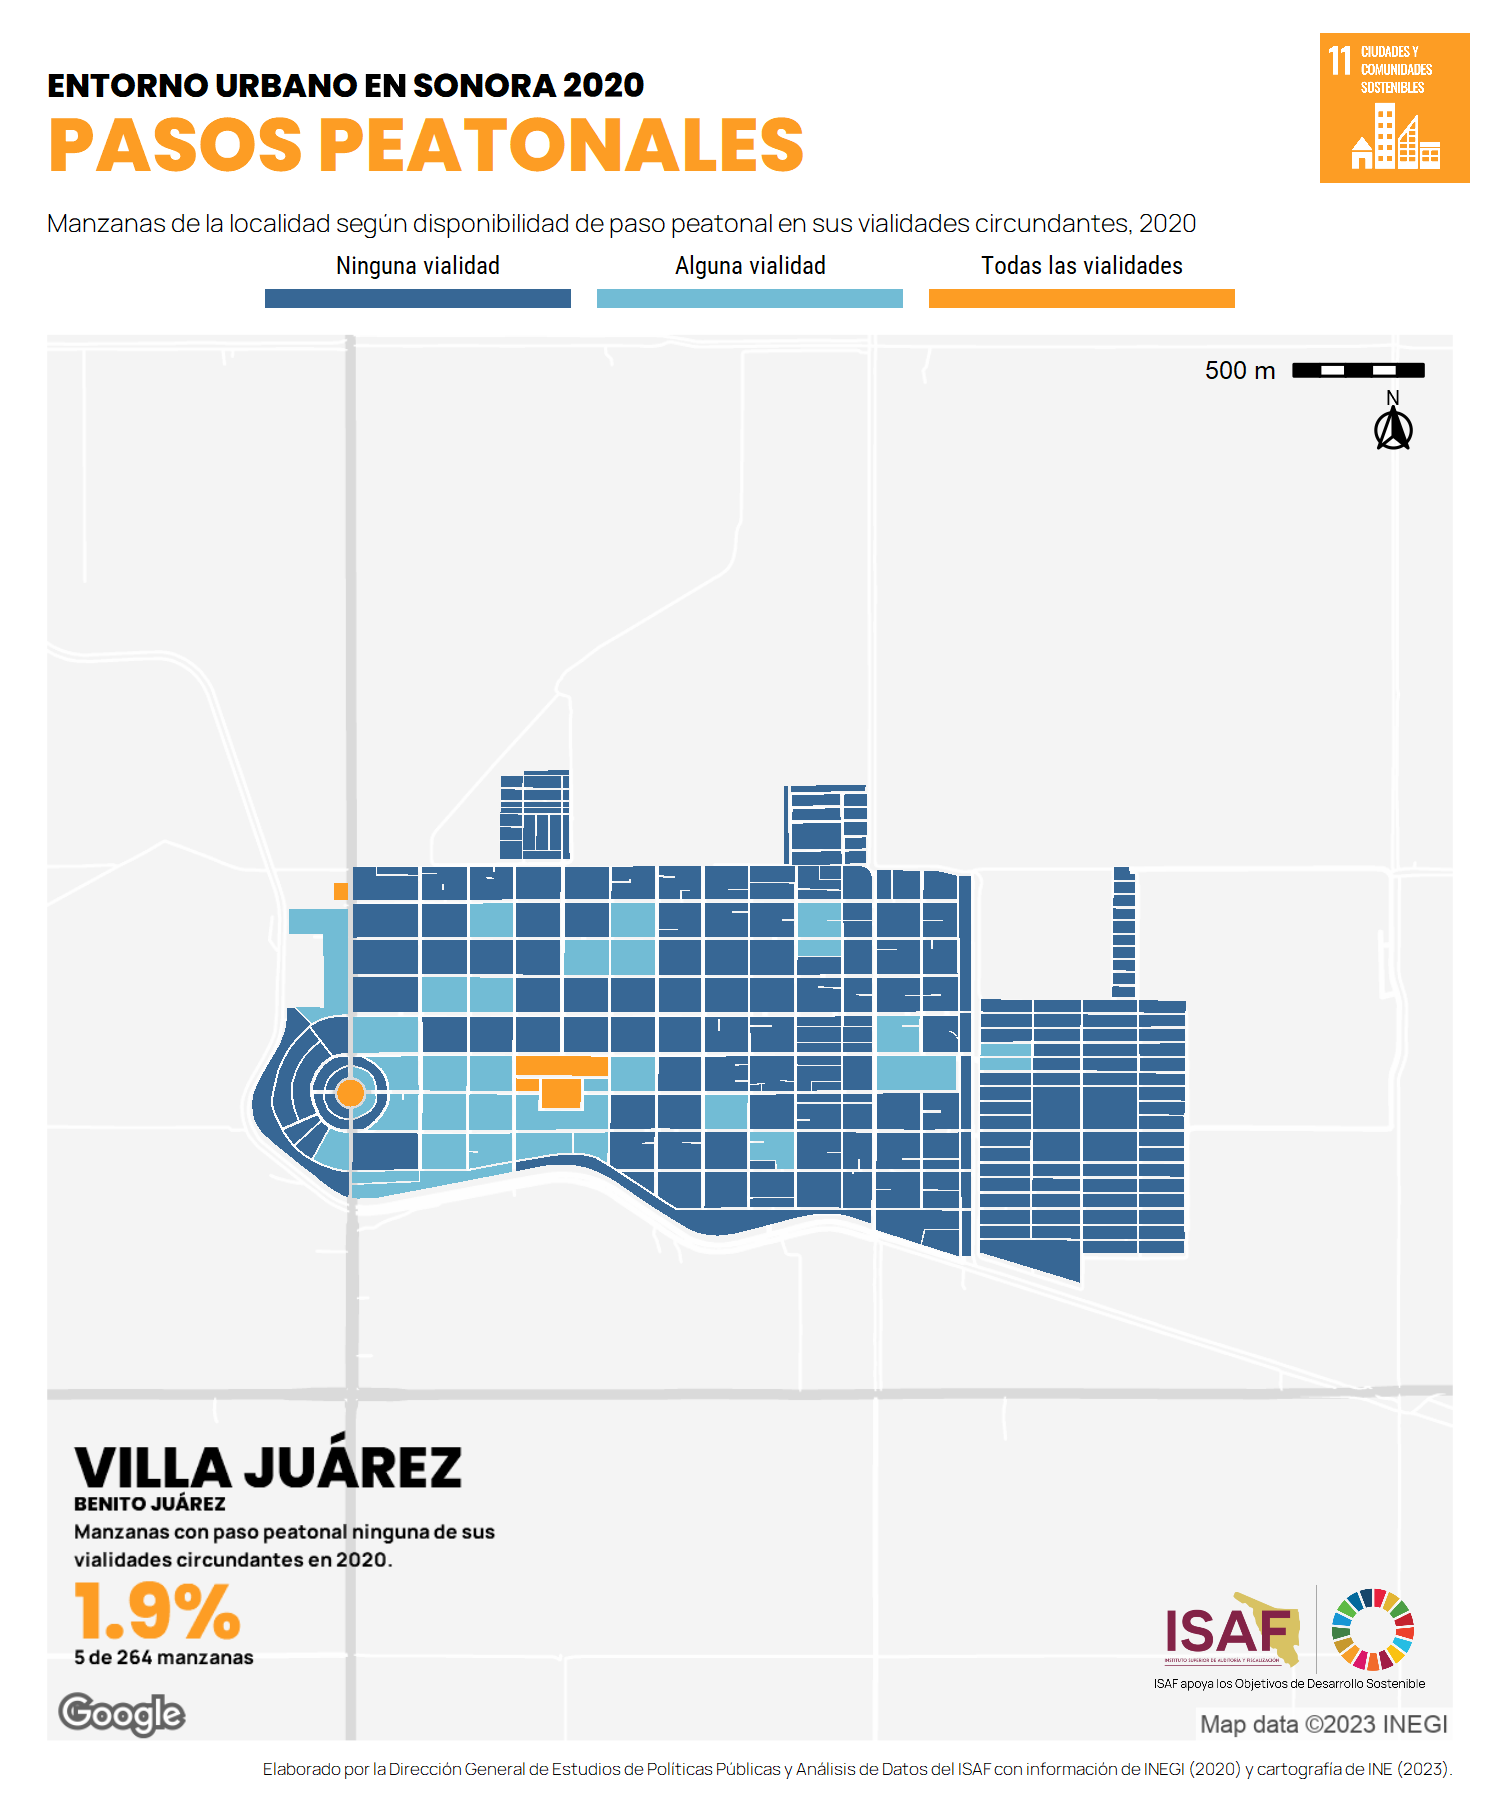 ENTORNO URBANO EN SONORA 2020
PASOS PEATONALES
11 CIUDADES Y
COMUNIDADES
SOSTENIBLES
Manzanas de la localidad según disponibilidad de paso peatonal en sus vialidades circundantes, 2020
Ninguna vialidad
Alguna vialidad
Todas las vialidades
500 m
N
VILLA JUÁREZ
BENITO JUÁREZ
Manzanas con paso peatonal ninguna de sus
vialidades circundantes en 2020.
1.9%
5 de 264 manzanas
ISAF
INSTITUTO SUPERIOR DE AUDITORÍA Y FISCALIZACIÓN
ISAF apoya los Objetivos de Desarrollo Sostenible
Google
Map data ©2023 INEGI
Elaborado por la Dirección General de Estudios de Políticas Públicas y Análisis de Datos del ISAF con información de INEGI (2020) y cartografía de INE (2023).